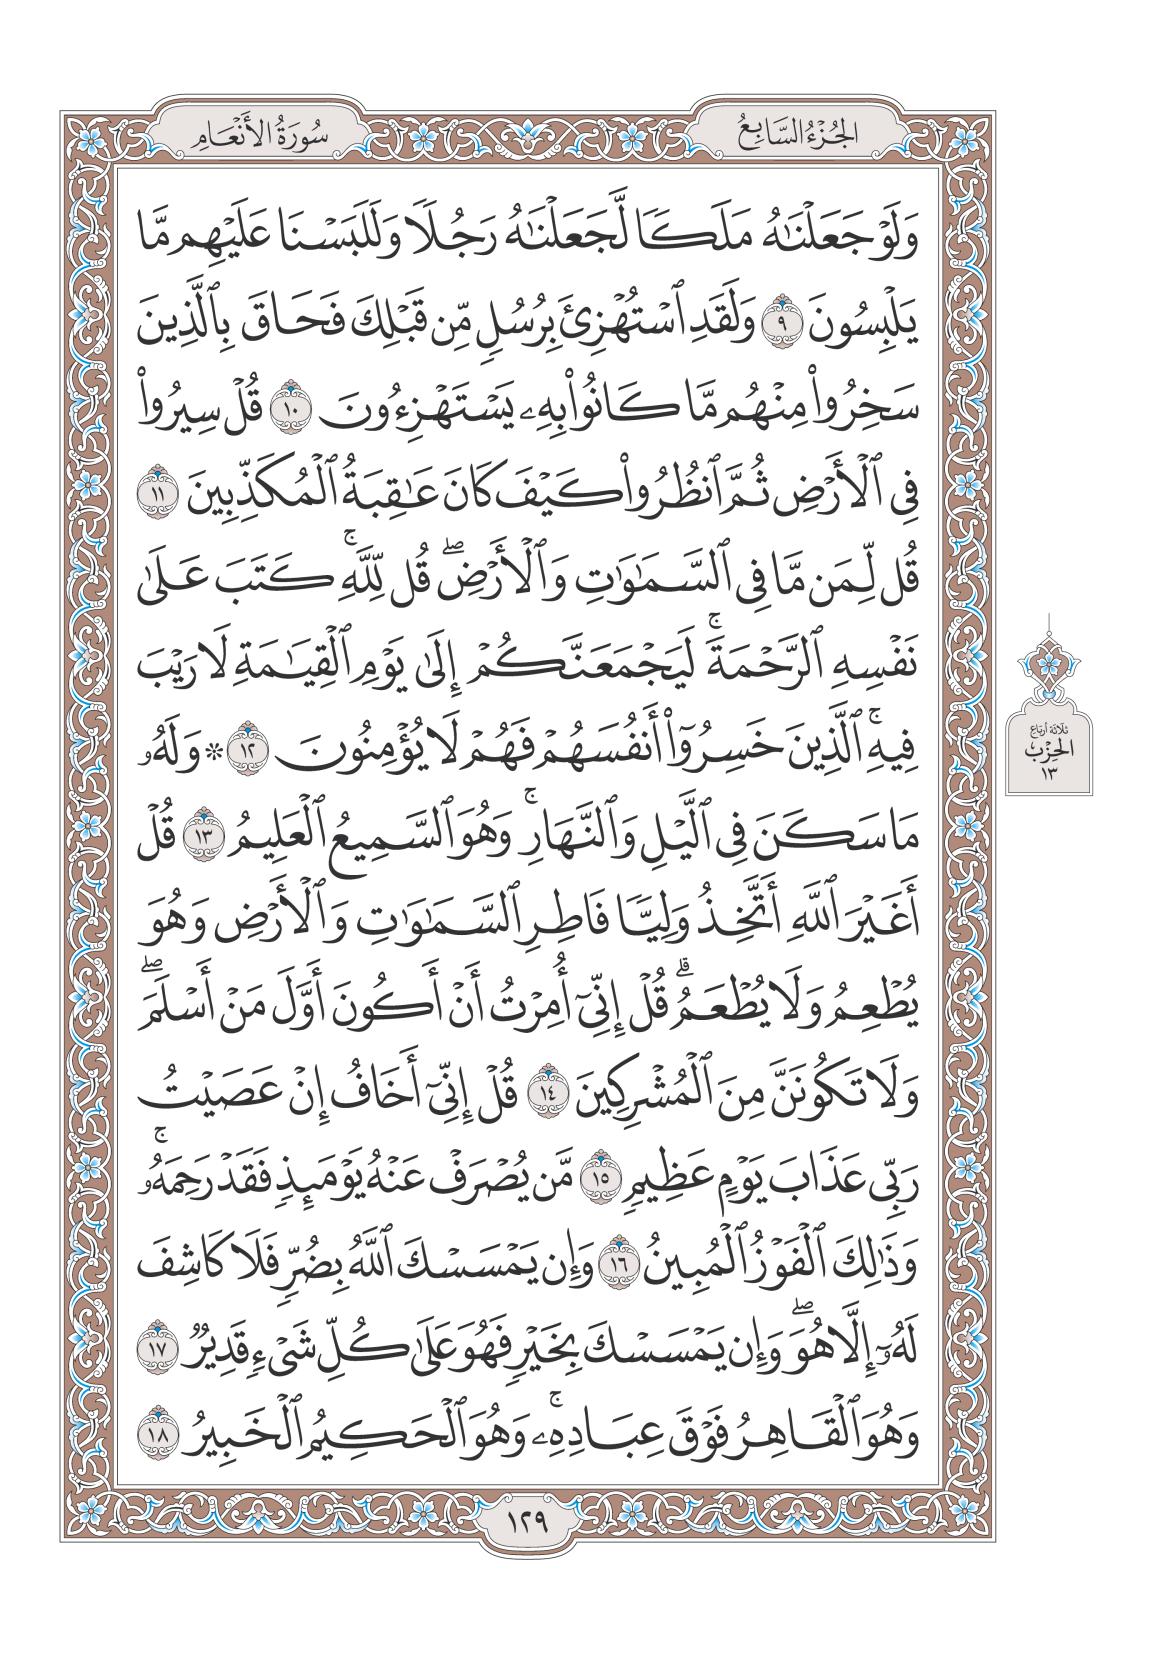 الجُزْءُ السَّابِعُ
سُورَةُ الأَنْعَامِ
وَلَوْ جَعَلْنَٰهُ مَلَكًا لَّجَعَلْنَٰهُ رَجُلًا وَلَلَبَسْنَا عَلَيْهِم مَّا
يَلْبِسُونَ ٩ وَلَقَدِ ٱسْتُهْزِئَ بِرُسُلٍ مِّن قَبْلِكَ فَحَاقَ بِٱلَّذِينَ
سَخِرُوا۟ مِنْهُم مَّا كَانُوا۟ بِهِۦ يَسْتَهْزِءُونَ ١٠ قُلْ سِيرُوا۟
فِى ٱلْأَرْضِ ثُمَّ ٱنظُرُوا۟ كَيْفَ كَانَ عَٰقِبَةُ ٱلْمُكَذِّبِينَ ١١
قُل لِّمَن مَّا فِى ٱلسَّمَٰوَٰتِ وَٱلْأَرْضِ ۖ قُل لِّلَّهِ ۚ كَتَبَ عَلَىٰ
نَفْسِهِ ٱلرَّحْمَةَ ۚ لَيَجْمَعَنَّكُمْ إِلَىٰ يَوْمِ ٱلْقِيَٰمَةِ لَا رَيْبَ
فِيهِ ۚ ٱلَّذِينَ خَسِرُوٓا۟ أَنفُسَهُمْ فَهُمْ لَا يُؤْمِنُونَ ١٢ ۞ وَلَهُۥ
مَا سَكَنَ فِى ٱلَّيْلِ وَٱلنَّهَارِ ۚ وَهُوَ ٱلسَّمِيعُ ٱلْعَلِيمُ ١٣ قُلْ
أَغَيْرَ ٱللَّهِ أَتَّخِذُ وَلِيًّا فَاطِرِ ٱلسَّمَٰوَٰتِ وَٱلْأَرْضِ وَهُوَ
يُطْعِمُ وَلَا يُطْعَمُ ۗ قُلْ إِنِّىٓ أُمِرْتُ أَنْ أَكُونَ أَوَّلَ مَنْ أَسْلَمَ ۖ
وَلَا تَكُونَنَّ مِنَ ٱلْمُشْرِكِينَ ١٤ قُلْ إِنِّىٓ أَخَافُ إِنْ عَصَيْتُ
رَبِّى عَذَابَ يَوْمٍ عَظِيمٍ ١٥ مَّن يُصْرَفْ عَنْهُ يَوْمَئِذٍ فَقَدْ رَحِمَهُۥ ۚ
وَذَٰلِكَ ٱلْفَوْزُ ٱلْمُبِينُ ١٦ وَإِن يَمْسَسْكَ ٱللَّهُ بِضُرٍّ فَلَا كَاشِفَ
لَهُۥٓ إِلَّا هُوَ ۖ وَإِن يَمْسَسْكَ بِخَيْرٍ فَهُوَ عَلَىٰ كُلِّ شَىْءٍ قَدِيرٌ ١٧
وَهُوَ ٱلْقَاهِرُ فَوْقَ عِبَادِهِۦ ۚ وَهُوَ ٱلْحَكِيمُ ٱلْخَبِيرُ ١٨
ثلاثة أرباع
الحِزْب
١٣
١٢٩